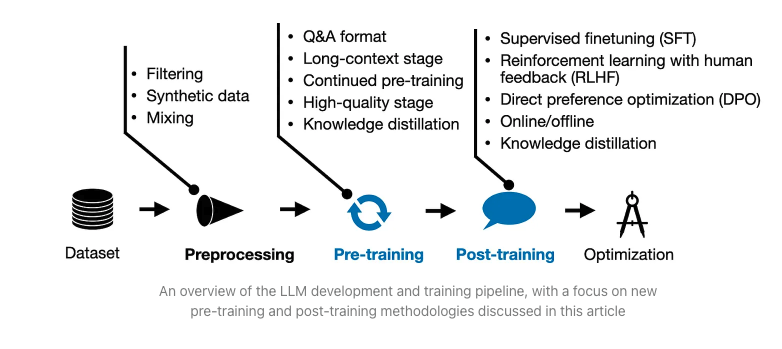 • Filtering
• Synthetic data
• Mixing
• Q&A format
• Long-context stage
• Continued pre-training
• High-quality stage
• Knowledge distillation
• Supervised finetuning (SFT)
• Reinforcement learning with human
feedback (RLHF)
• Direct preference optimization (DPO)
• Online/offline
• Knowledge distillation
Dataset
Preprocessing
Pre-training
Post-training
Optimization
An overview of the LLM development and training pipeline, with a focus on new
pre-training and post-training methodologies discussed in this article